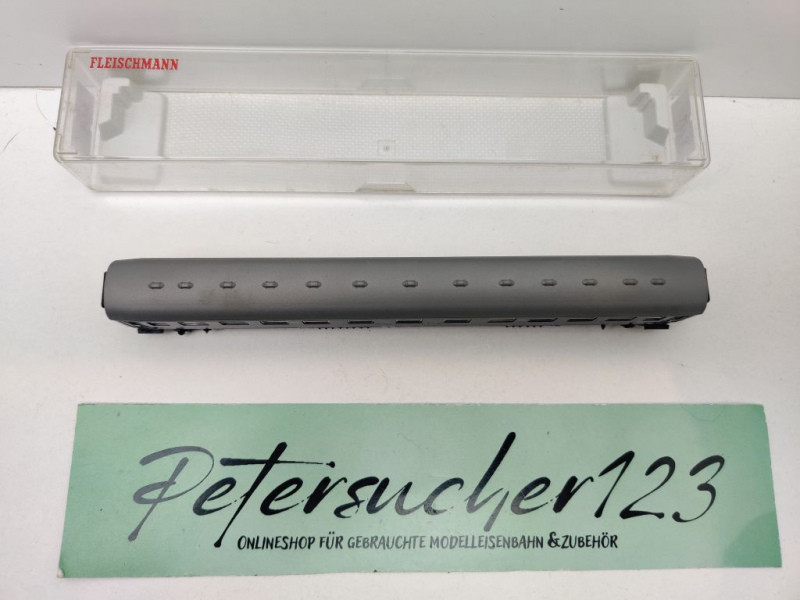 FLEISCHMANN
Petersucher123
ONLINESHOP FÜR GEBRAUCHTE MODELLEISENBAHN &ZUBEHÖR